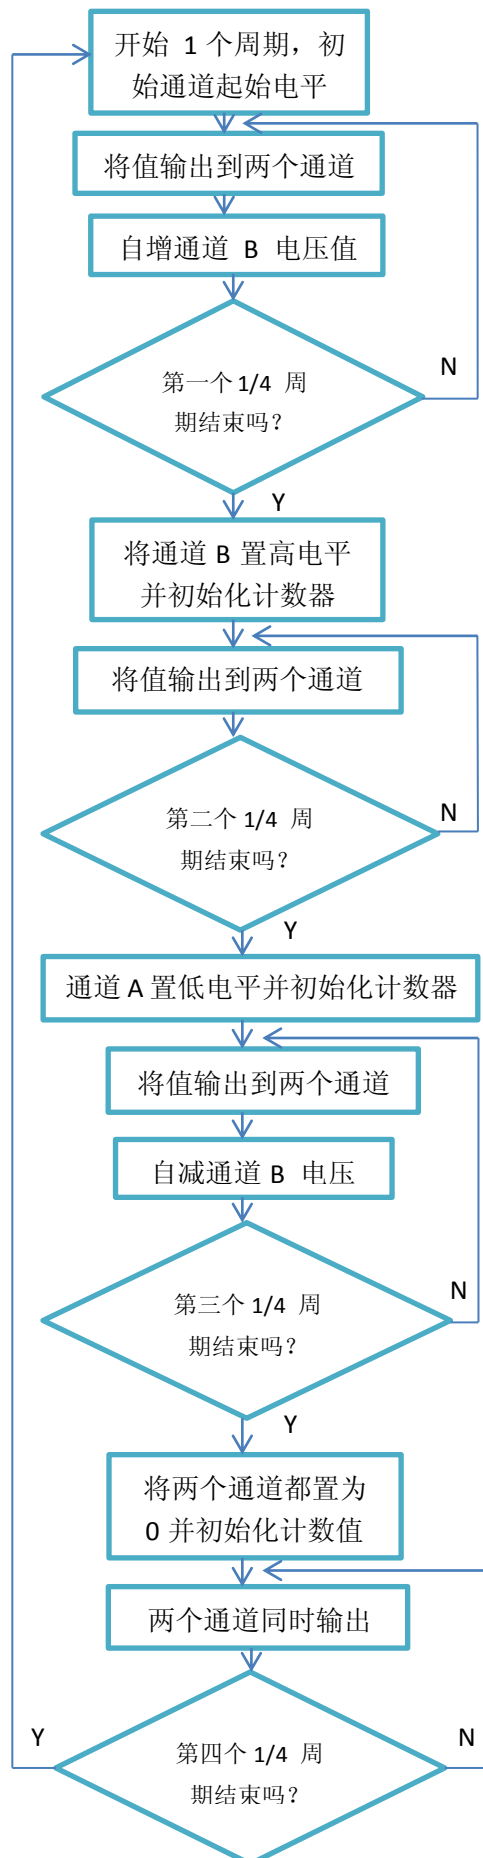 开始 1 个周期，初
始通道起始电平
将值输出到两个通道
自增通道 B 电压值
第一个 1/4 周
期结束吗？
N
Y
将通道 B 置高电平
并初始化计数器
将值输出到两个通道
第二个 1/4 周
期结束吗？
N
Y
通道 A 置低电平并初始化计数器
将值输出到两个通道
自减通道 B 电压
第三个 1/4 周
期结束吗？
N
Y
将两个通道都置为
0 并初始化计数值
两个通道同时输出
Y
第四个 1/4 周
期结束吗？
N